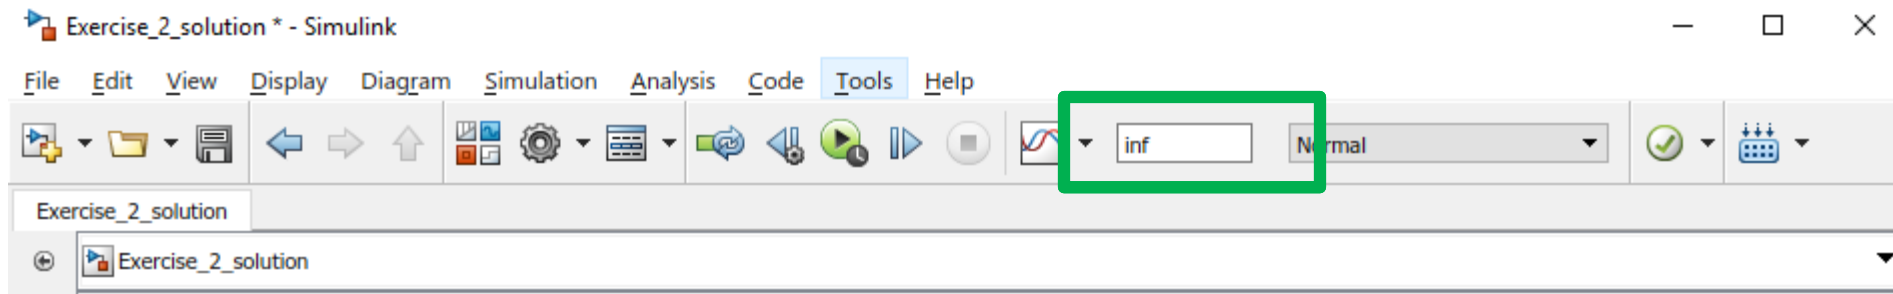 Exercise_2_solution * - Simulink
File Edit View Display Diagram Simulation Analysis Code Tools Help
inf Normal
Exercise_2_solution
Exercise_2_solution